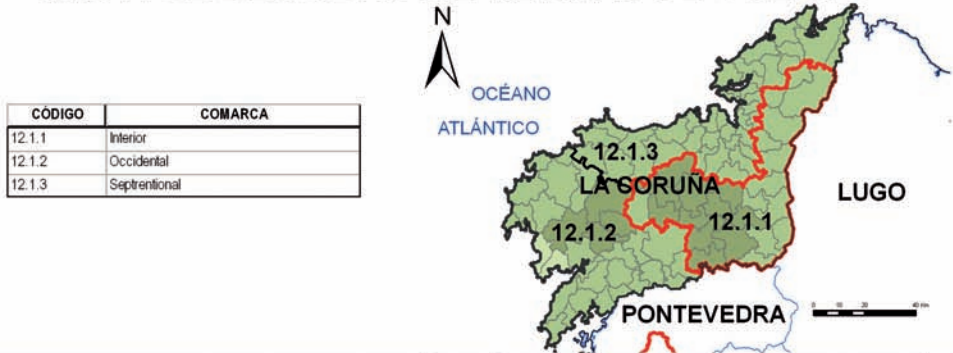 CÓDIGO COMARCA
12.1.1 Interior
12.1.2 Occidental
12.1.3 Septrentional
N
OCÉANO
ATLÁNTICO
12.1.3
LA CORUÑA
LUGO
12.1.1
12.1.2
PONTEVEDRA